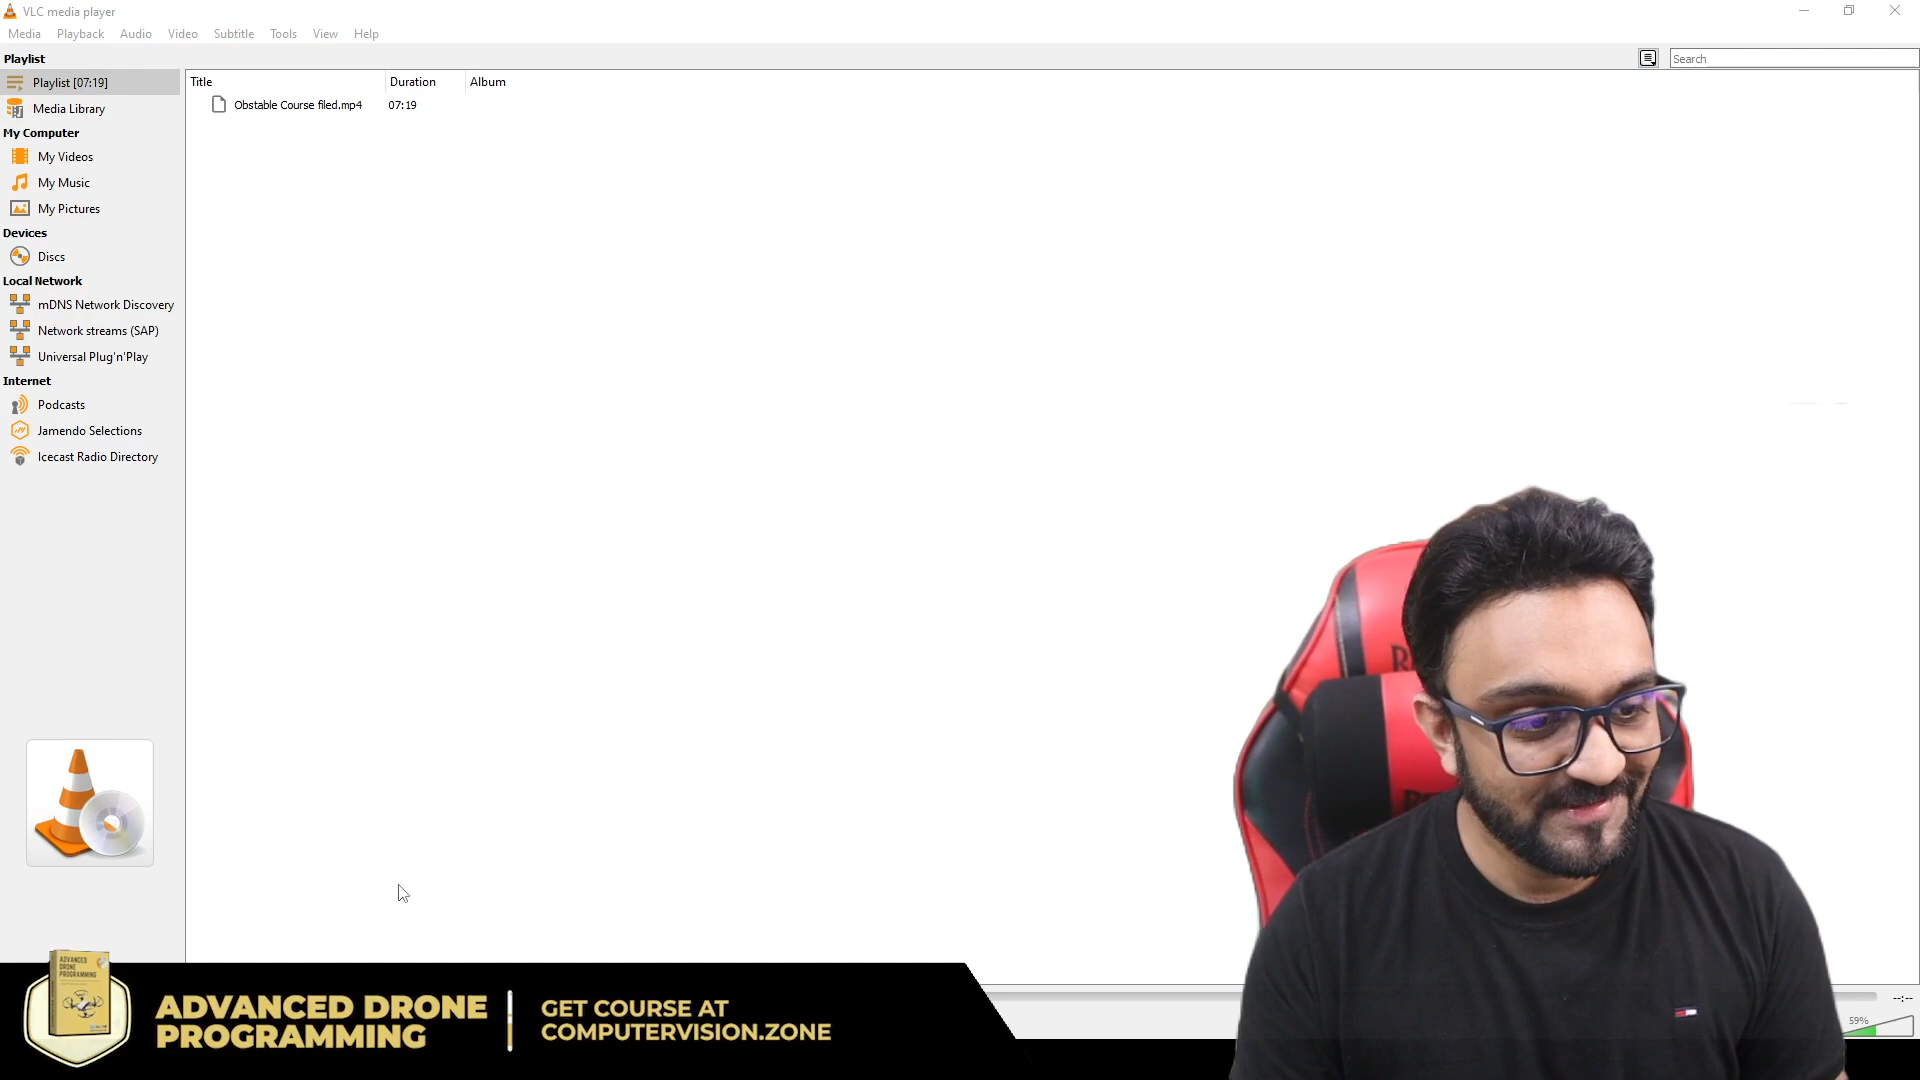 VLC media player
Media Playback Audio Video Subtitle Tools View Help
Playlist
Search
Playlist [07:19]
Media Library
My Computer
My Videos
My Music
My Pictures
Devices
Discs
Local Network
mDNS Network Discovery
Network streams (SAP)
Universal Plug'n'Play
Internet
Podcasts
Jamendo Selections
Icecast Radio Directory
Title Duration Album
Obstable Course filed.mp4 07:19
ADVANCED
DRONE
PROGRAMMING
ADVANCED DRONE
PROGRAMMING
GET COURSE AT
COMPUTERVISION.ZONE
--:--
59%